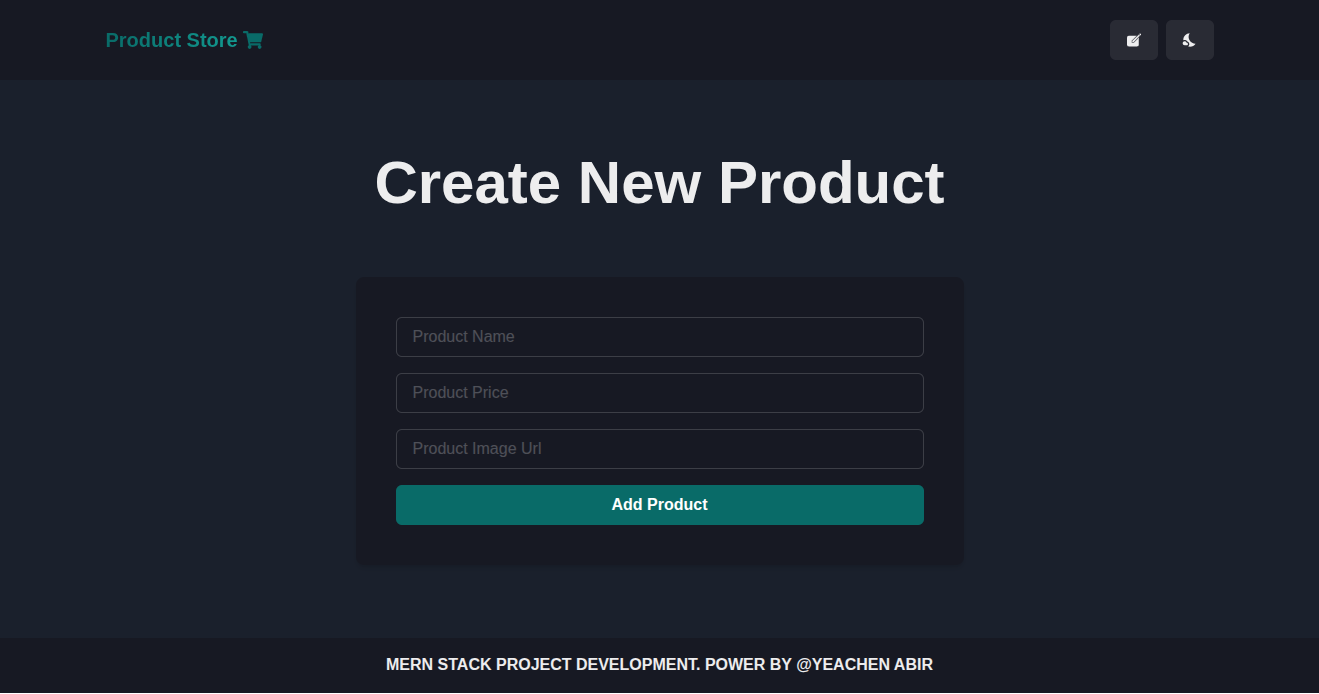 Product Store
Create New Product
Product Name
Product Price
Product Image Url
Add Product
MERN STACK PROJECT DEVELOPMENT. POWER BY @YEACHEN ABIR